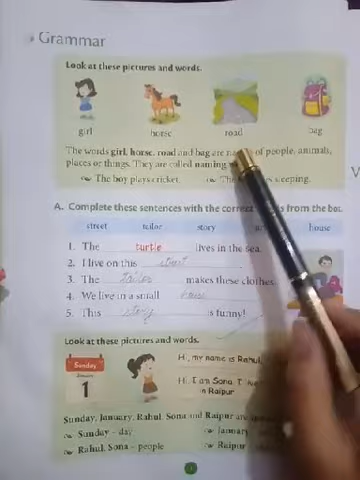 Grammar
Look at these pictures and words.
girl horse road bag
The words girl, horse, road and bag are of people, animals,
places or things. They are called naming
The boy plays cricket. sleeping.
A. Complete these sentences with the correct from the box.
street tailor story house
1. The turtle lives in the sea.
2. I live on this street
3. The tailor makes these clothes
4. We live in a small house
5. This story is funny!
Look at these pictures and words.
Sunday
January
1
Hi, my name is Rahul.
Hi, I am Sona. I live
in Raipur
Sunday, January, Rahul, Sona and Raipur are
Sunday – day January –
Rahul, Sona – people Raipur